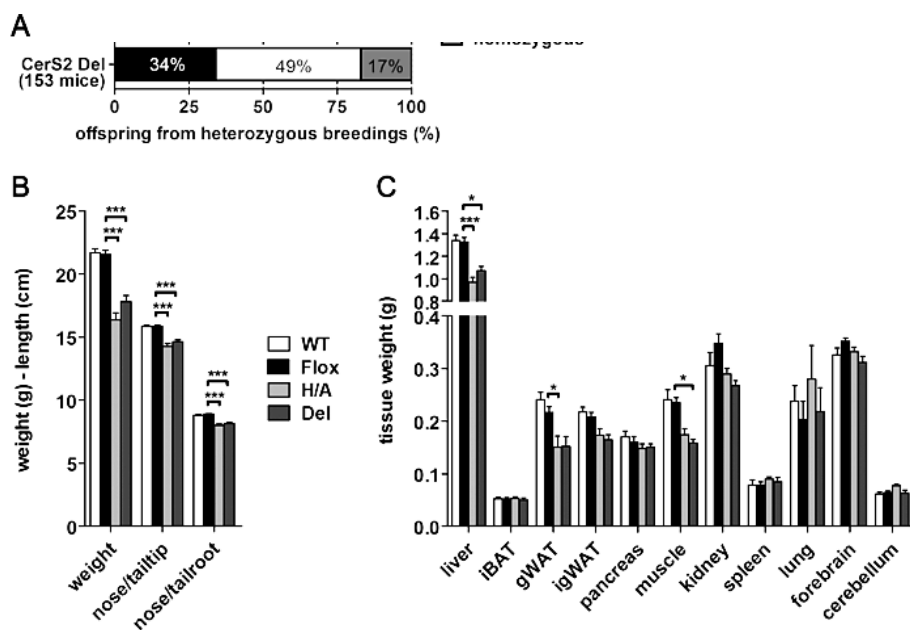 A
CerS2 Del
(153 mice)
34%
49%
17%
0 25 50 75 100
offspring from heterozygous breedings (%)
B
weight (g) - length (cm)
25
20
15
10
5
0
***
***
***
***
***
***
weight
nose/tailtip
nose/tailroot
WT
Flox
H/A
Del
C
tissue weight (g)
1.6
1.4
1.2
1.0
0.8
0.4
0.3
0.2
0.1
0.0
*
***
*
*
liver
iBAT
gWAT
igWAT
pancreas
muscle
kidney
spleen
lung
forebrain
cerebellum